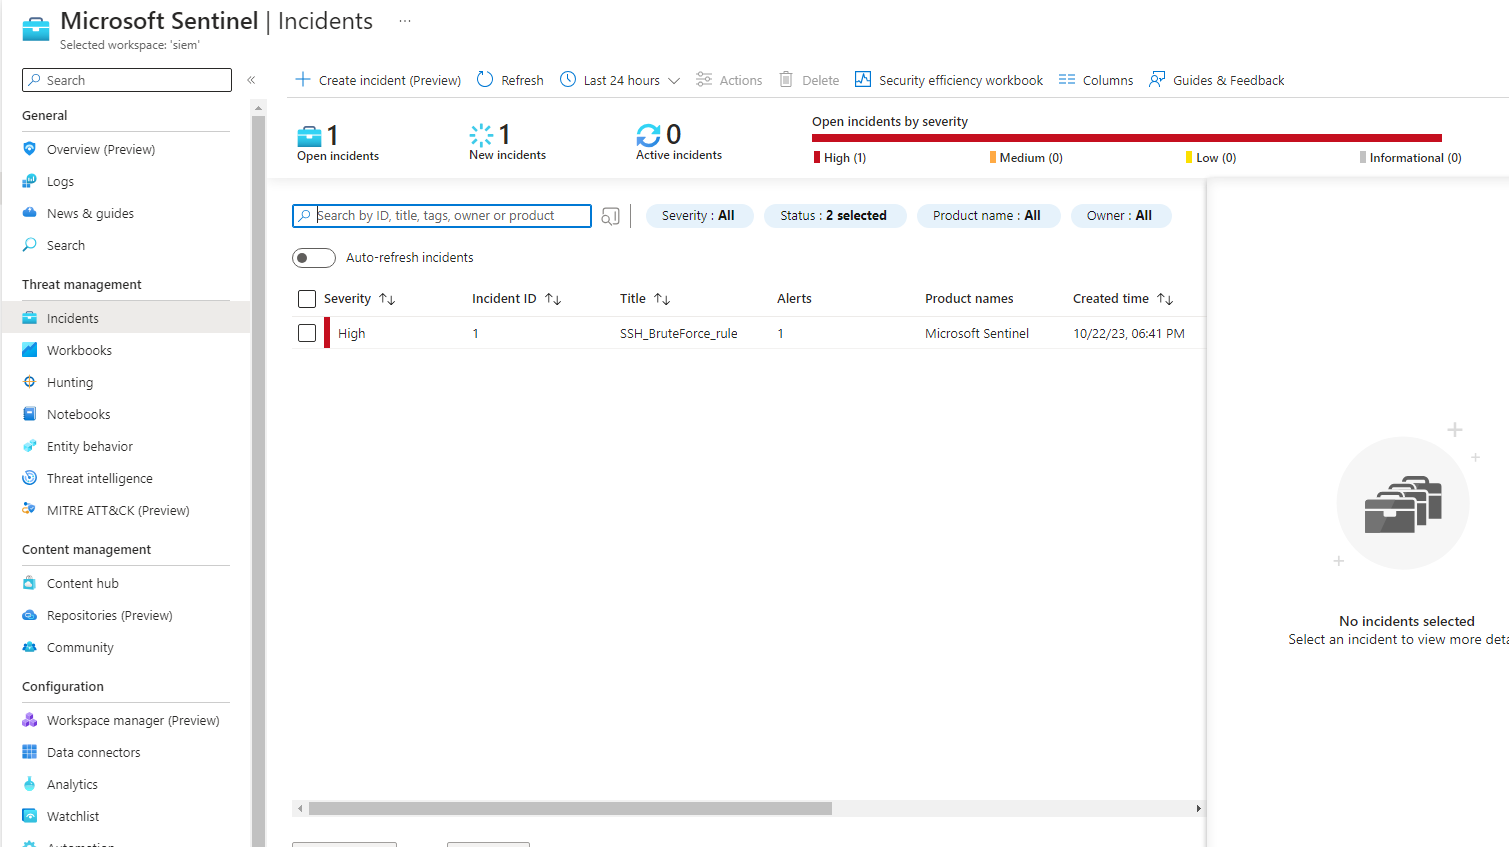 Microsoft Sentinel | Incidents ...
Selected workspace: 'siem'
Search
«
General
Overview (Preview)
Logs
News & guides
Search
Threat management
Incidents
Workbooks
Hunting
Notebooks
Entity behavior
Threat intelligence
MITRE ATT&CK (Preview)
Content management
Content hub
Repositories (Preview)
Community
Configuration
Workspace manager (Preview)
Data connectors
Analytics
Watchlist
Automation
Create incident (Preview) Refresh Last 24 hours Actions Delete Security efficiency workbook Columns Guides & Feedback
1
Open incidents
1
New incidents
0
Active incidents
Open incidents by severity
High (1) Medium (0) Low (0) Informational (0)
Search by ID, title, tags, owner or product
Severity : All Status : 2 selected Product name : All Owner : All
Auto-refresh incidents
Severity Incident ID Title Alerts Product names Created time
High 1 SSH_BruteForce_rule 1 Microsoft Sentinel 10/22/23, 06:41 PM
No incidents selected
Select an incident to view more deta